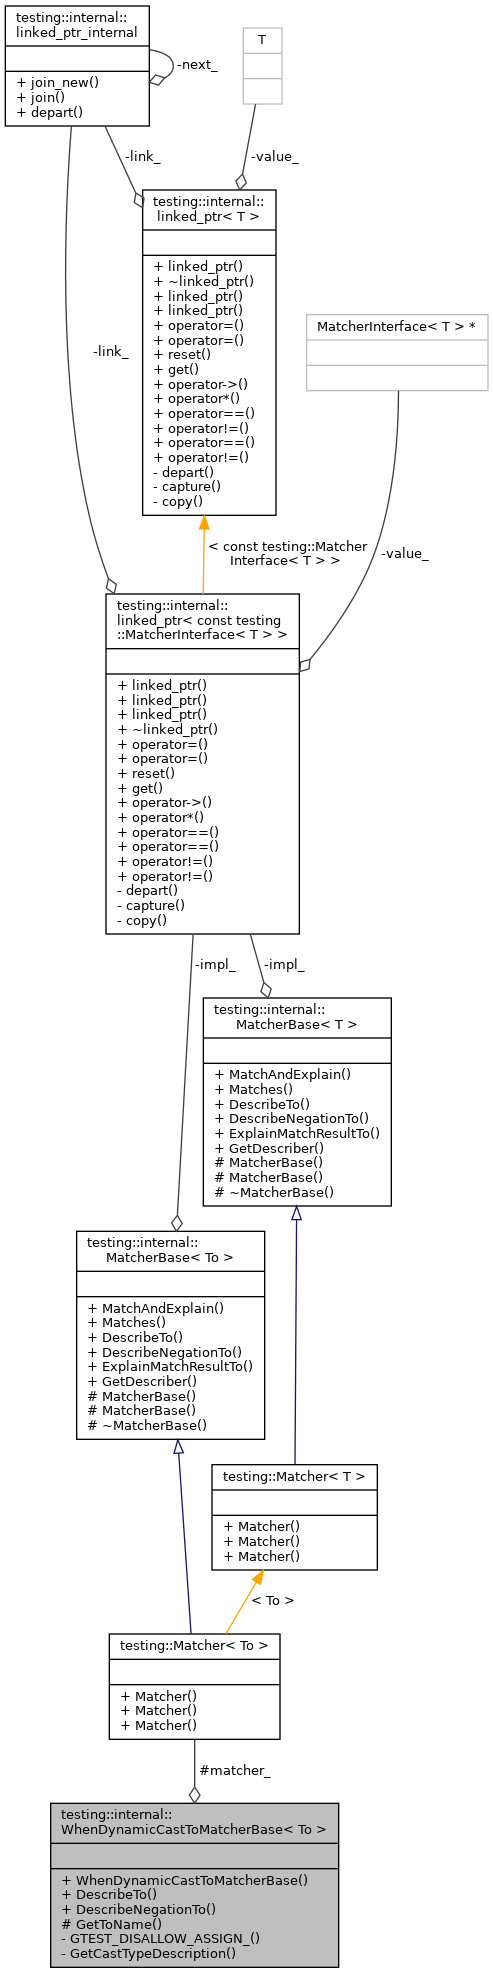 testing::internal::
linked_ptr_internal
+ join_new()
+ join()
+ depart()
-next_
T
-link_
-value_
testing::internal::
linked_ptr< T >
+ linked_ptr()
+ ~linked_ptr()
+ linked_ptr()
+ linked_ptr()
+ operator=()
+ operator=()
+ reset()
+ get()
+ operator->()
+ operator*()
+ operator==()
+ operator!=()
+ operator==()
+ operator!=()
- depart()
- capture()
- copy()
MatcherInterface< T > *
-link_
< const testing::Matcher
Interface< T > >
-value_
testing::internal::
linked_ptr< const testing
::MatcherInterface< T > >
+ linked_ptr()
+ linked_ptr()
+ linked_ptr()
+ ~linked_ptr()
+ operator=()
+ operator=()
+ reset()
+ get()
+ operator->()
+ operator*()
+ operator==()
+ operator==()
+ operator!=()
+ operator!=()
- depart()
- capture()
- copy()
-impl_
-impl_
testing::internal::
MatcherBase< T >
+ MatchAndExplain()
+ Matches()
+ DescribeTo()
+ DescribeNegationTo()
+ ExplainMatchResultTo()
+ GetDescriber()
# MatcherBase()
# MatcherBase()
# ~MatcherBase()
testing::internal::
MatcherBase< To >
+ MatchAndExplain()
+ Matches()
+ DescribeTo()
+ DescribeNegationTo()
+ ExplainMatchResultTo()
+ GetDescriber()
# MatcherBase()
# MatcherBase()
# ~MatcherBase()
testing::Matcher< T >
+ Matcher()
+ Matcher()
+ Matcher()
< To >
testing::Matcher< To >
+ Matcher()
+ Matcher()
+ Matcher()
#matcher_
testing::internal::
WhenDynamicCastToMatcherBase< To >
+ WhenDynamicCastToMatcherBase()
+ DescribeTo()
+ DescribeNegationTo()
# GetToName()
- GTEST_DISALLOW_ASSIGN_()
- GetCastTypeDescription()